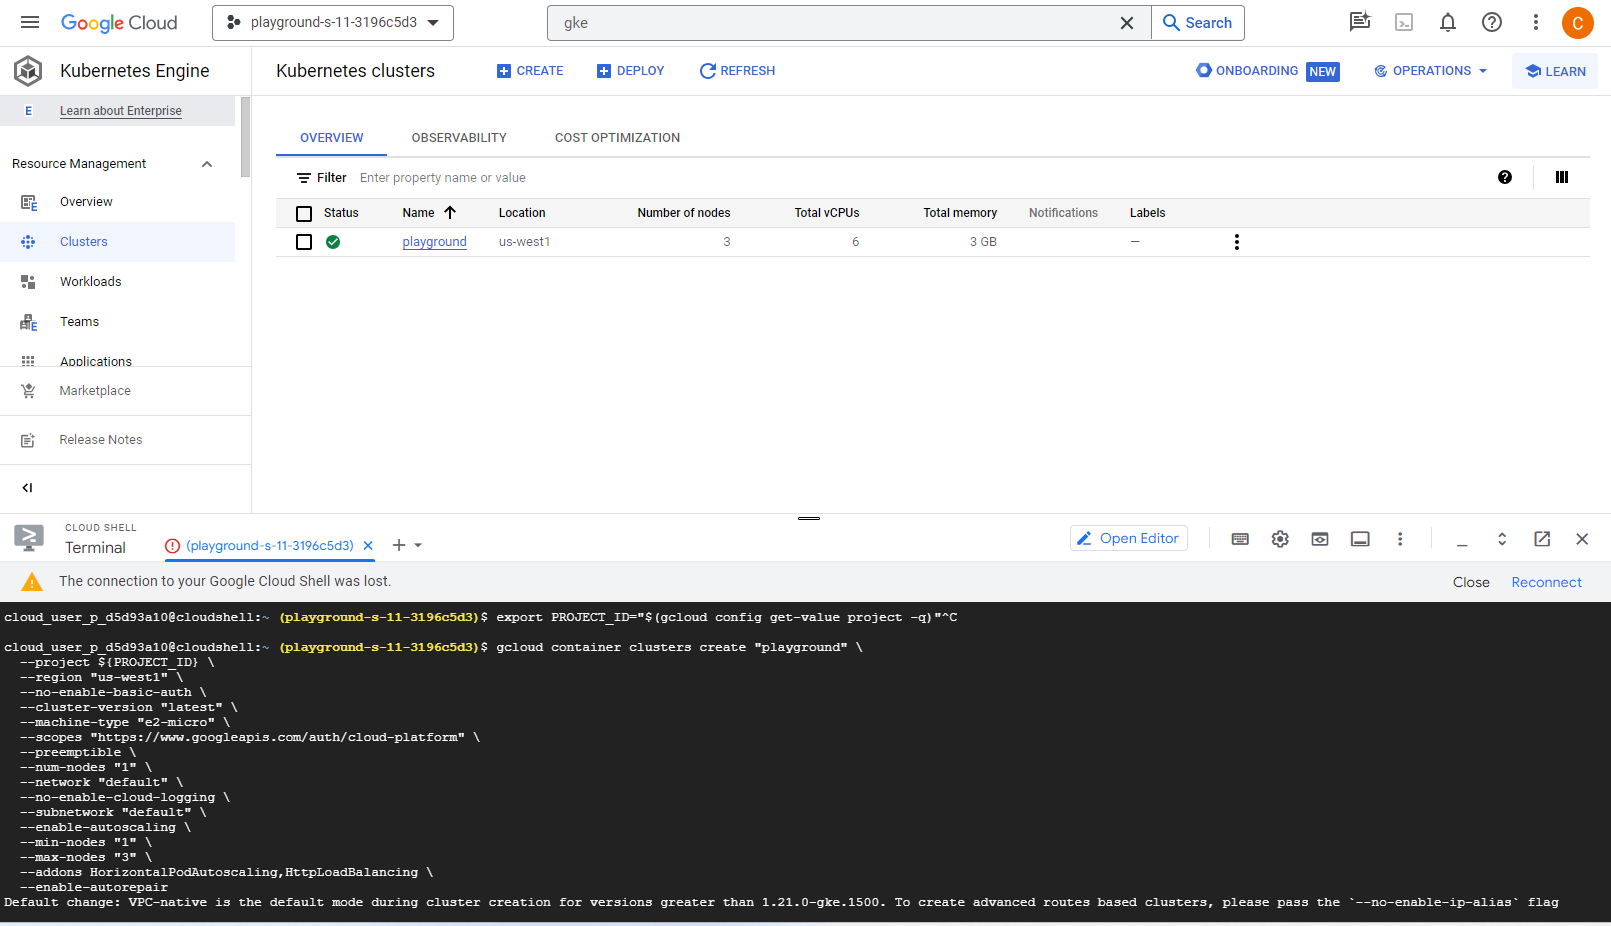 Google Cloud
playground-s-11-3196c5d3
gke
Search
C
Kubernetes Engine
Kubernetes clusters
CREATE
DEPLOY
REFRESH
ONBOARDING NEW
OPERATIONS
LEARN
E Learn about Enterprise
Resource Management
Overview
Clusters
Workloads
Teams
Applications
Marketplace
Release Notes
OVERVIEW
OBSERVABILITY
COST OPTIMIZATION
Filter Enter property name or value
Status Name Location Number of nodes Total vCPUs Total memory Notifications Labels
playground us-west1 3 6 3 GB —
CLOUD SHELL
Terminal
(playground-s-11-3196c5d3)
Open Editor
The connection to your Google Cloud Shell was lost.
Close
Reconnect
cloud_user_p_d5d93a10@cloudshell:~ (playground-s-11-3196c5d3)$ export PROJECT_ID="$(gcloud config get-value project -q)"^C
cloud_user_p_d5d93a10@cloudshell:~ (playground-s-11-3196c5d3)$ gcloud container clusters create "playground" \
--project ${PROJECT_ID} \
--region "us-west1" \
--no-enable-basic-auth \
--cluster-version "latest" \
--machine-type "e2-micro" \
--scopes "https://www.googleapis.com/auth/cloud-platform" \
--preemptible \
--num-nodes "1" \
--network "default" \
--no-enable-cloud-logging \
--subnetwork "default" \
--enable-autoscaling \
--min-nodes "1" \
--max-nodes "3" \
--addons HorizontalPodAutoscaling,HttpLoadBalancing \
--enable-autorepair
Default change: VPC-native is the default mode during cluster creation for versions greater than 1.21.0-gke.1500. To create advanced routes based clusters, please pass the `--no-enable-ip-alias` flag